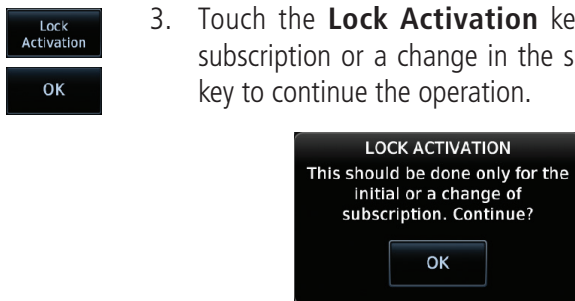 Lock
Activation
OK
3. Touch the Lock Activation
subscription or a change in the
key to continue the operation.
LOCK ACTIVATION
This should be done only for the
initial or a change of
subscription. Continue?
OK